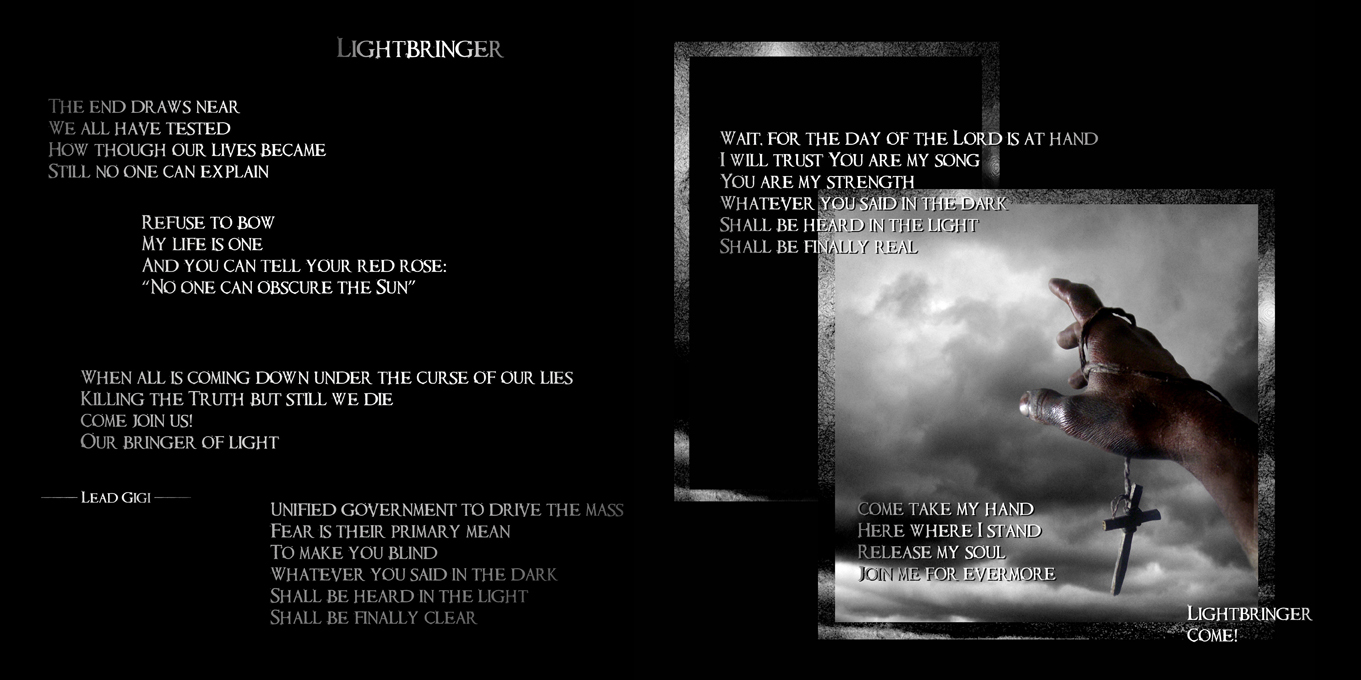 Lightbringer
The end draws near
We all have tested
How though our lives became
Still no one can explain
Refuse to bow
My life is one
And you can tell your red rose:
“No one can obscure the Sun”
When all is coming down under the curse of our lies
Killing the Truth but still we die
Come join us!
Our bringer of light
Lead Gigi
Unified government to drive the mass
Fear is their primary mean
To make you blind
Whatever you said in the dark
Shall be heard in the light
Shall be finally clear
Wait, for the day of the Lord is at hand
I will trust You are my song
You are my strength
Whatever you said in the dark
Shall be heard in the light
Shall be finally real
Come take my hand
Here where I stand
Release my soul
Join me for evermore
Lightbringer
come!